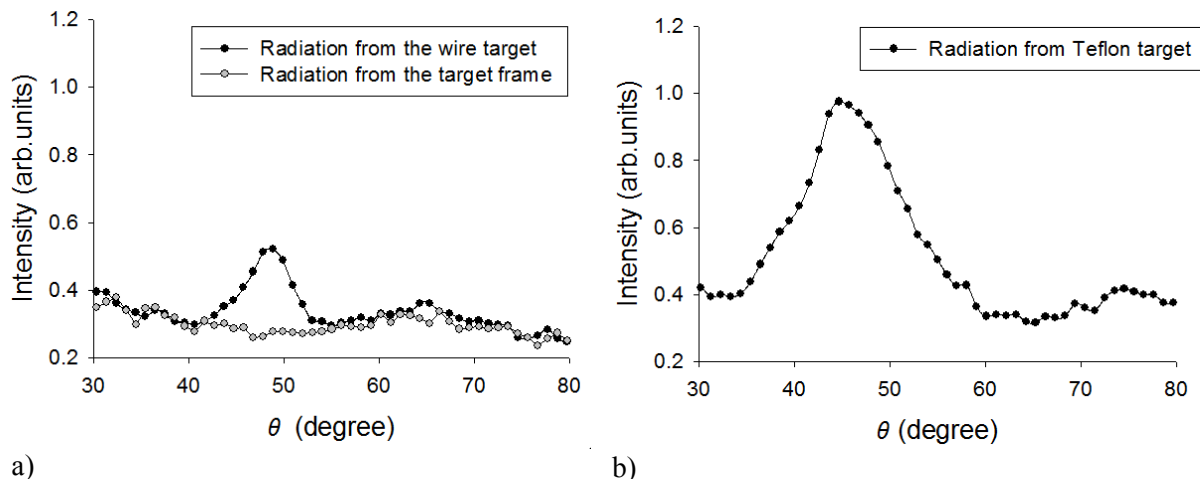 1.2
1.0
0.8
0.6
0.4
0.2
Intensity (arb.units)
Radiation from the wire target
Radiation from the target frame
30 40 50 60 70 80
θ (degree)
a)
1.2
1.0
0.8
0.6
0.4
0.2
Intensity (arb.units)
Radiation from Teflon target
30 40 50 60 70 80
θ (degree)
b)